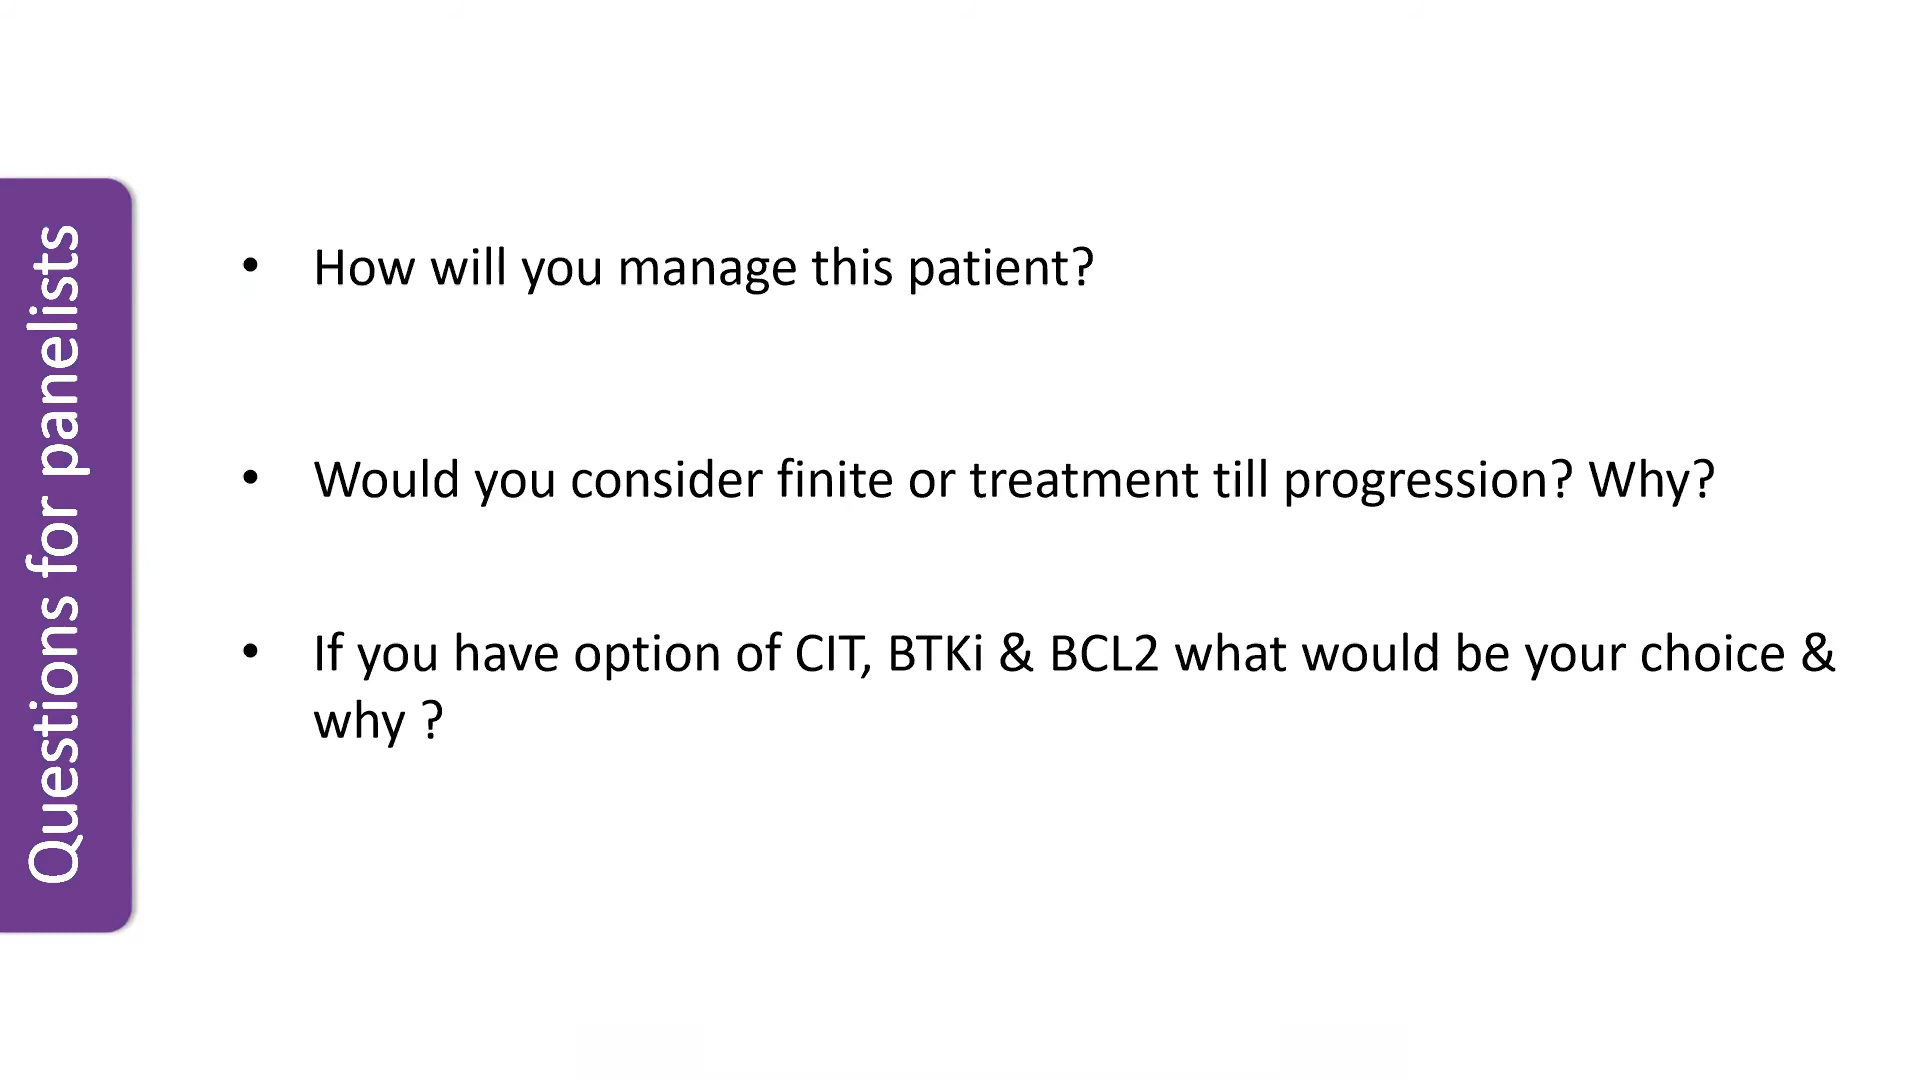 Questions for panelists
• How will you manage this patient?
• Would you consider finite or treatment till progression? Why?
• If you have option of CIT, BTKi & BCL2 what would be your choice &
why ?